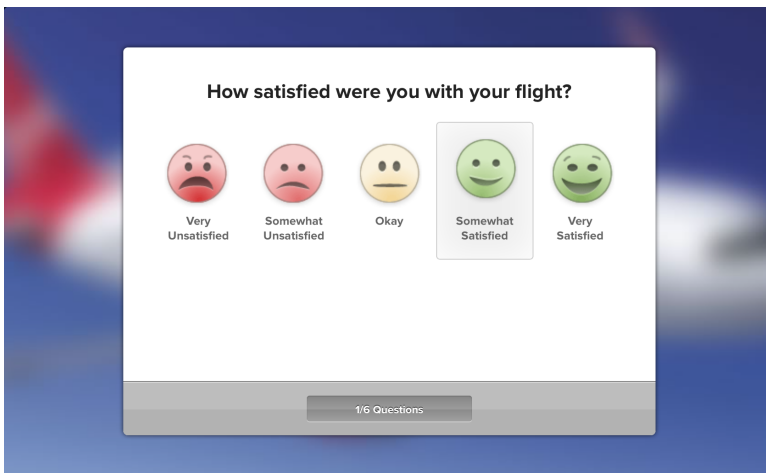 How satisfied were you with your flight?
Very
Unsatisfied
Somewhat
Unsatisfied
Okay
Somewhat
Satisfied
Very
Satisfied
1/6 Questions